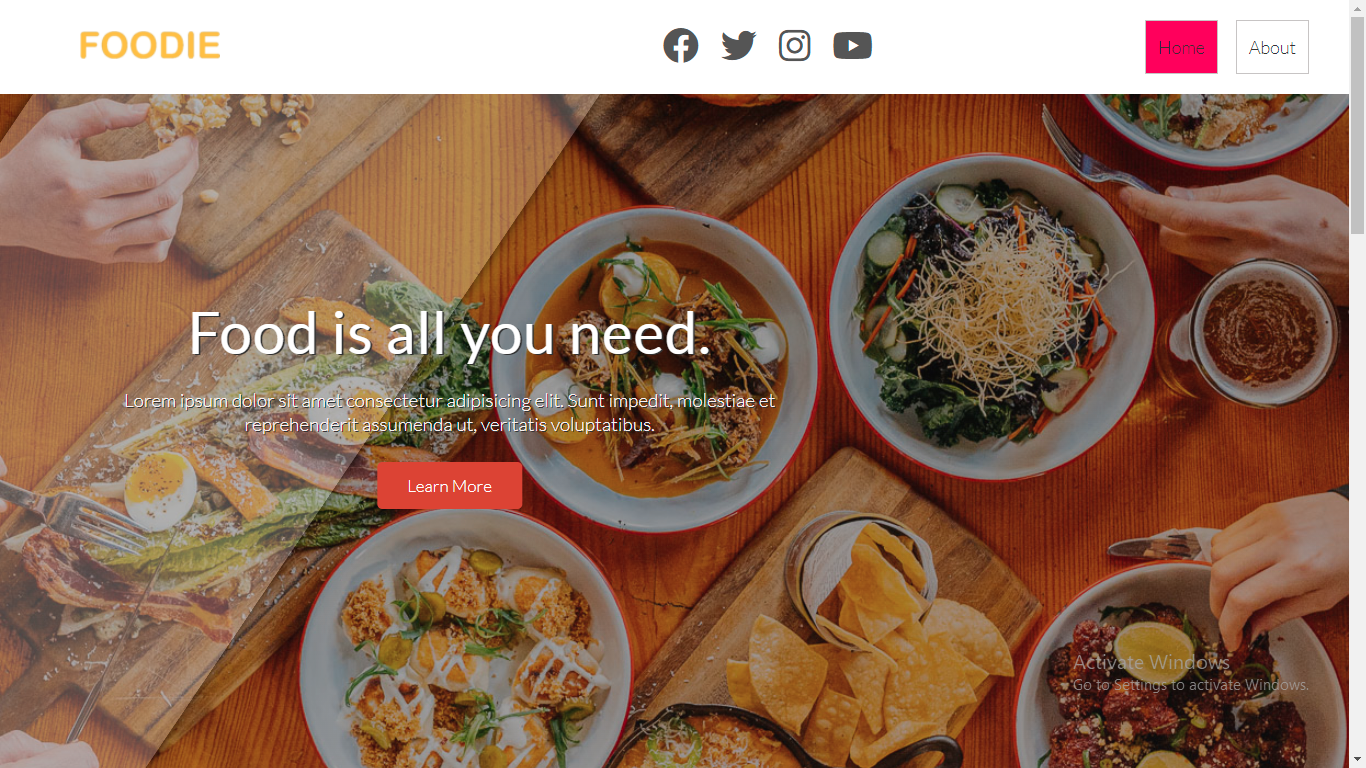 FOODIE
Home
About
Food is all you need.
Lorem ipsum dolor sit amet consectetur adipisicing elit. Sunt impedit, molestiae et
reprehenderit assumenda ut, veritatis voluptatibus.
Learn More
Activate Windows
Go to Settings to activate Windows.